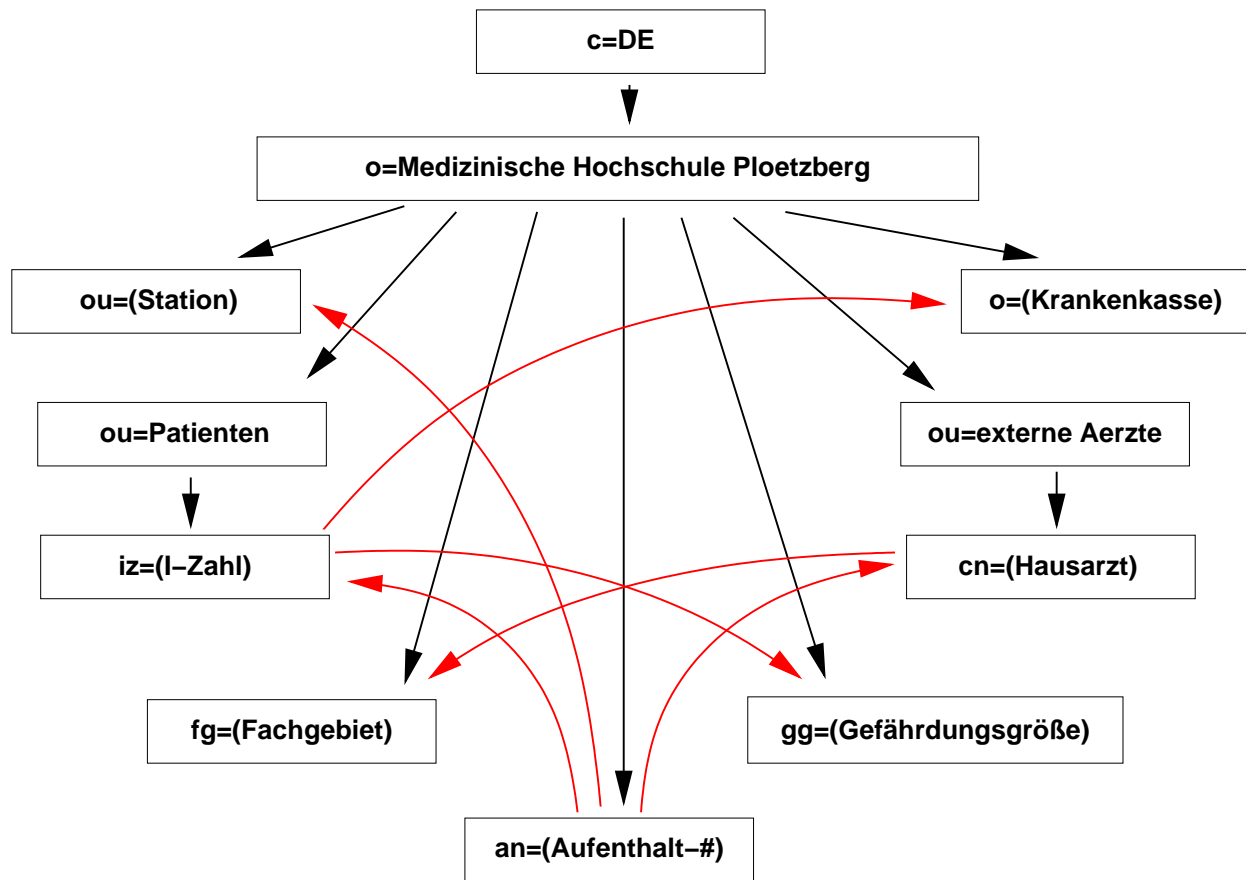 c=DE
o=Medizinische Hochschule Ploetzberg
ou=(Station)
o=(Krankenkasse)
ou=Patienten
ou=externe Aerzte
iz=(I−Zahl)
cn=(Hausarzt)
fg=(Fachgebiet)
gg=(Gefährdungsgröße)
an=(Aufenthalt−#)